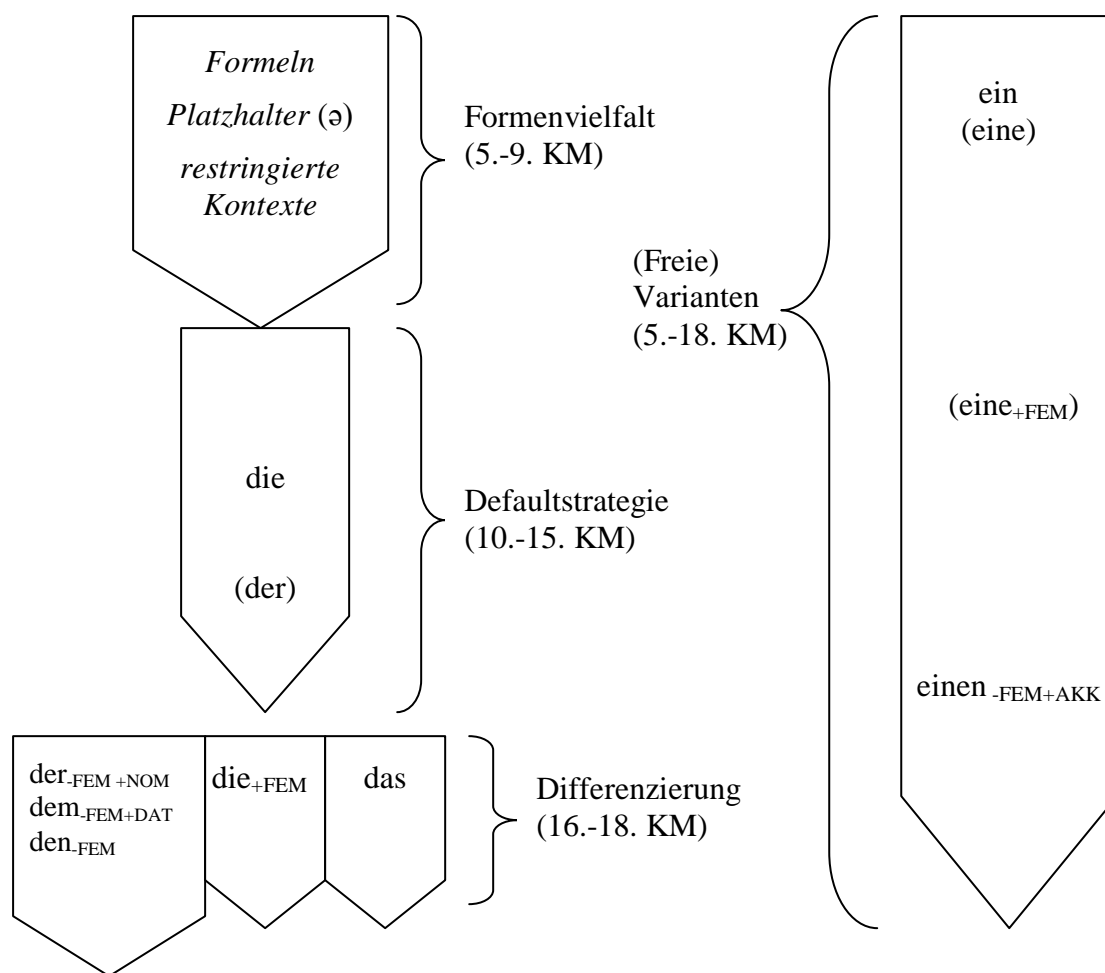 Formeln
Platzhalter (ə)
restringierte
Kontexte
Formenvielfalt
(5.-9. KM)
die
(der)
Defaultstrategie
(10.-15. KM)
der-FEM +NOM
dem-FEM+DAT
den-FEM
die+FEM
das
Differenzierung
(16.-18. KM)
(Freie)
Varianten
(5.-18. KM)
ein
(eine)
(eine+FEM)
einen -FEM+AKK